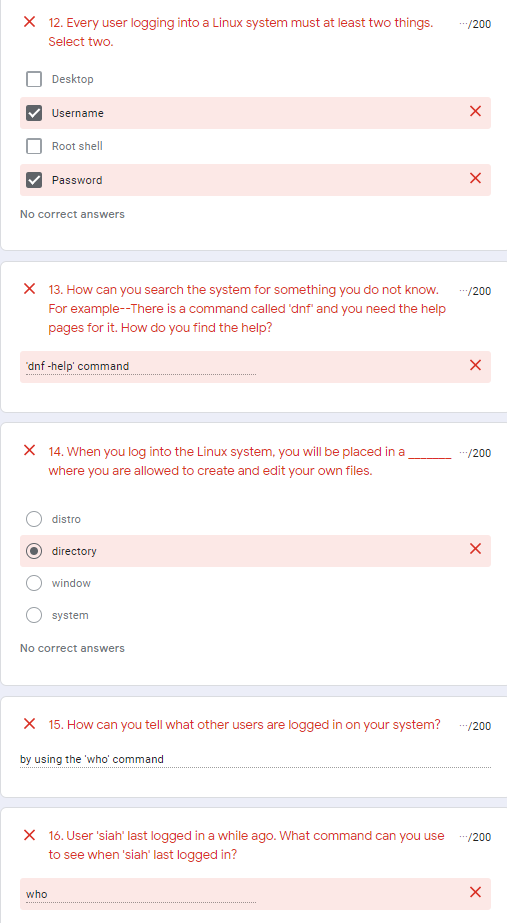 12. Every user logging into a Linux system must at least two things. ···/200
Select two.
Desktop
Username
Root shell
Password
No correct answers
13. How can you search the system for something you do not know. ···/200
For example--There is a command called 'dnf' and you need the help
pages for it. How do you find the help?
'dnf -help' command
14. When you log into the Linux system, you will be placed in a _______ ···/200
where you are allowed to create and edit your own files.
distro
directory
window
system
No correct answers
15. How can you tell what other users are logged in on your system? ···/200
by using the 'who' command
16. User 'siah' last logged in a while ago. What command can you use ···/200
to see when 'siah' last logged in?
who